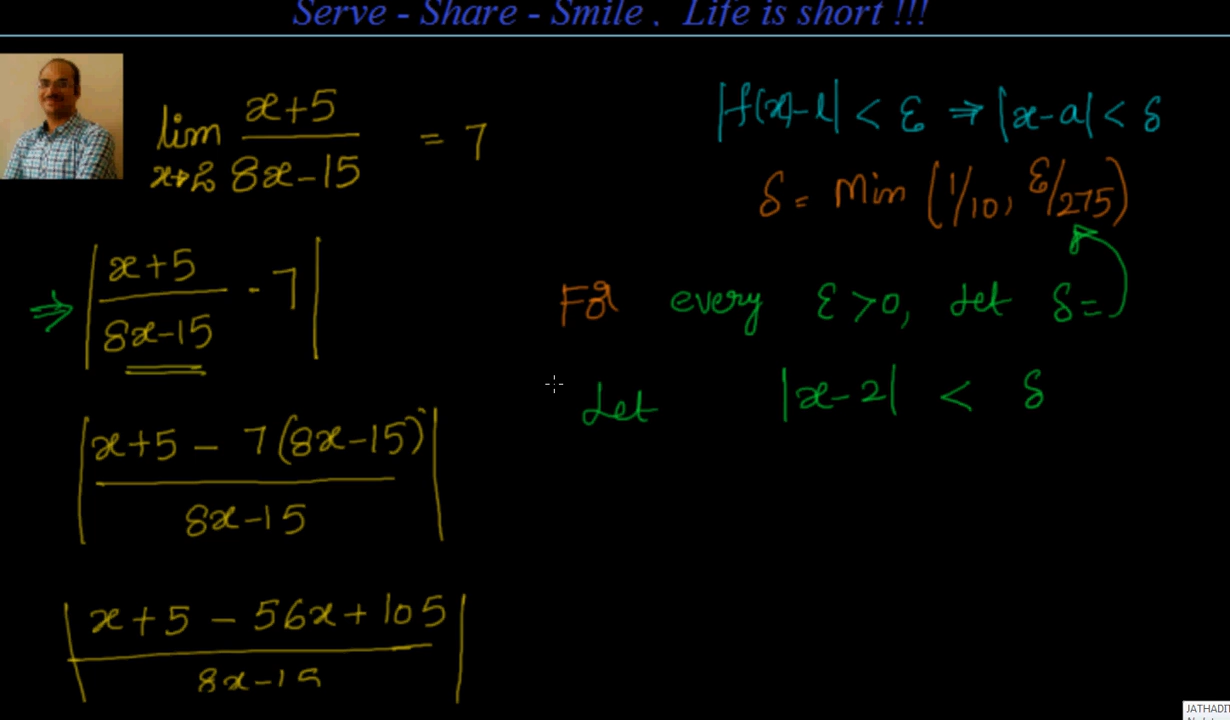 Serve - Share - Smile . Life is short !!!
lim x→2 (x+5)/(8x-15) = 7
|f(x)-l| < ε ⇒ |x-a| < δ
δ = Min (1/10, ε/275)
⇒ |(x+5)/(8x-15) - 7|
For every ε>0, Let δ=
Let |x-2| < δ
|(x+5 - 7(8x-15))/(8x-15)|
|(x+5 - 56x+105)/(8x-15)|
JATHADI